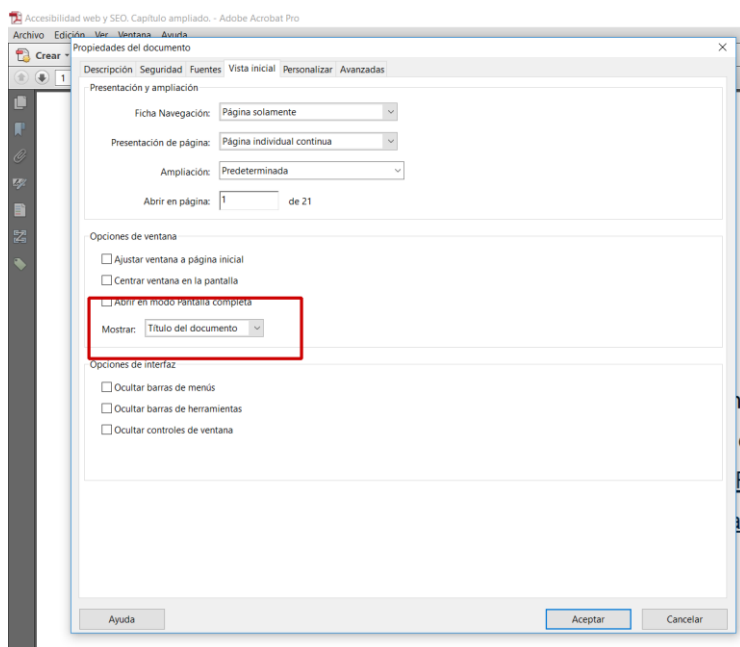 Accesibilidad web y SEO. Capítulo ampliado. - Adobe Acrobat Pro
Archivo Edición Ver Ventana Ayuda
Crear
1
Propiedades del documento
Descripción Seguridad Fuentes Vista inicial Personalizar Avanzadas
Presentación y ampliación
Ficha Navegación: Página solamente
Presentación de página: Página individual continua
Ampliación: Predeterminada
Abrir en página: 1 de 21
Opciones de ventana
Ajustar ventana a página inicial
Centrar ventana en la pantalla
Abrir en modo Pantalla completa
Mostrar: Título del documento
Opciones de interfaz
Ocultar barras de menús
Ocultar barras de herramientas
Ocultar controles de ventana
Ayuda Aceptar Cancelar